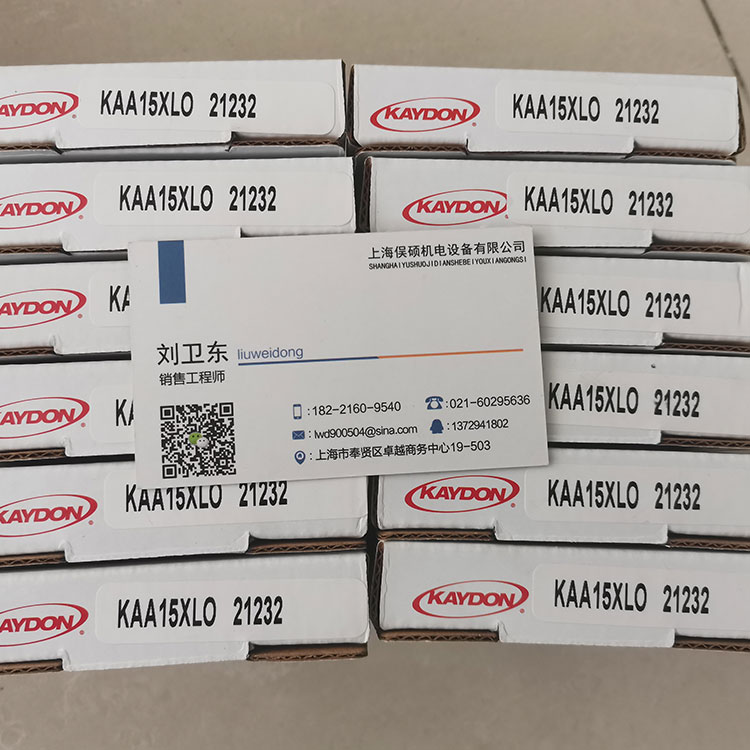 KAYDON KAA15XLO 21232
KAYDON KAA15XLO 21232
KAYDON KAA15XLO 21232
KAYDON KAA15XLO 21232
上海俣硕机电设备有限公司
SHANGHAIYUSHUOJIDIANSHEBEIYOUXIANGONGSI
KAYDON
KAA15XLO 21232
刘卫东 liuweidong
销售工程师
:182-2160-9540 :021-60295636
:lwd900504@sina.com :1372941802
:上海市奉贤区卓越商务中心19-503
KAYDON
21232
KAYDON KAA15XLO 21232
KAYDON KAA15XLO 21232
KAYDON KAA15XLO 21232
KAYDON KAA15XLO 21232